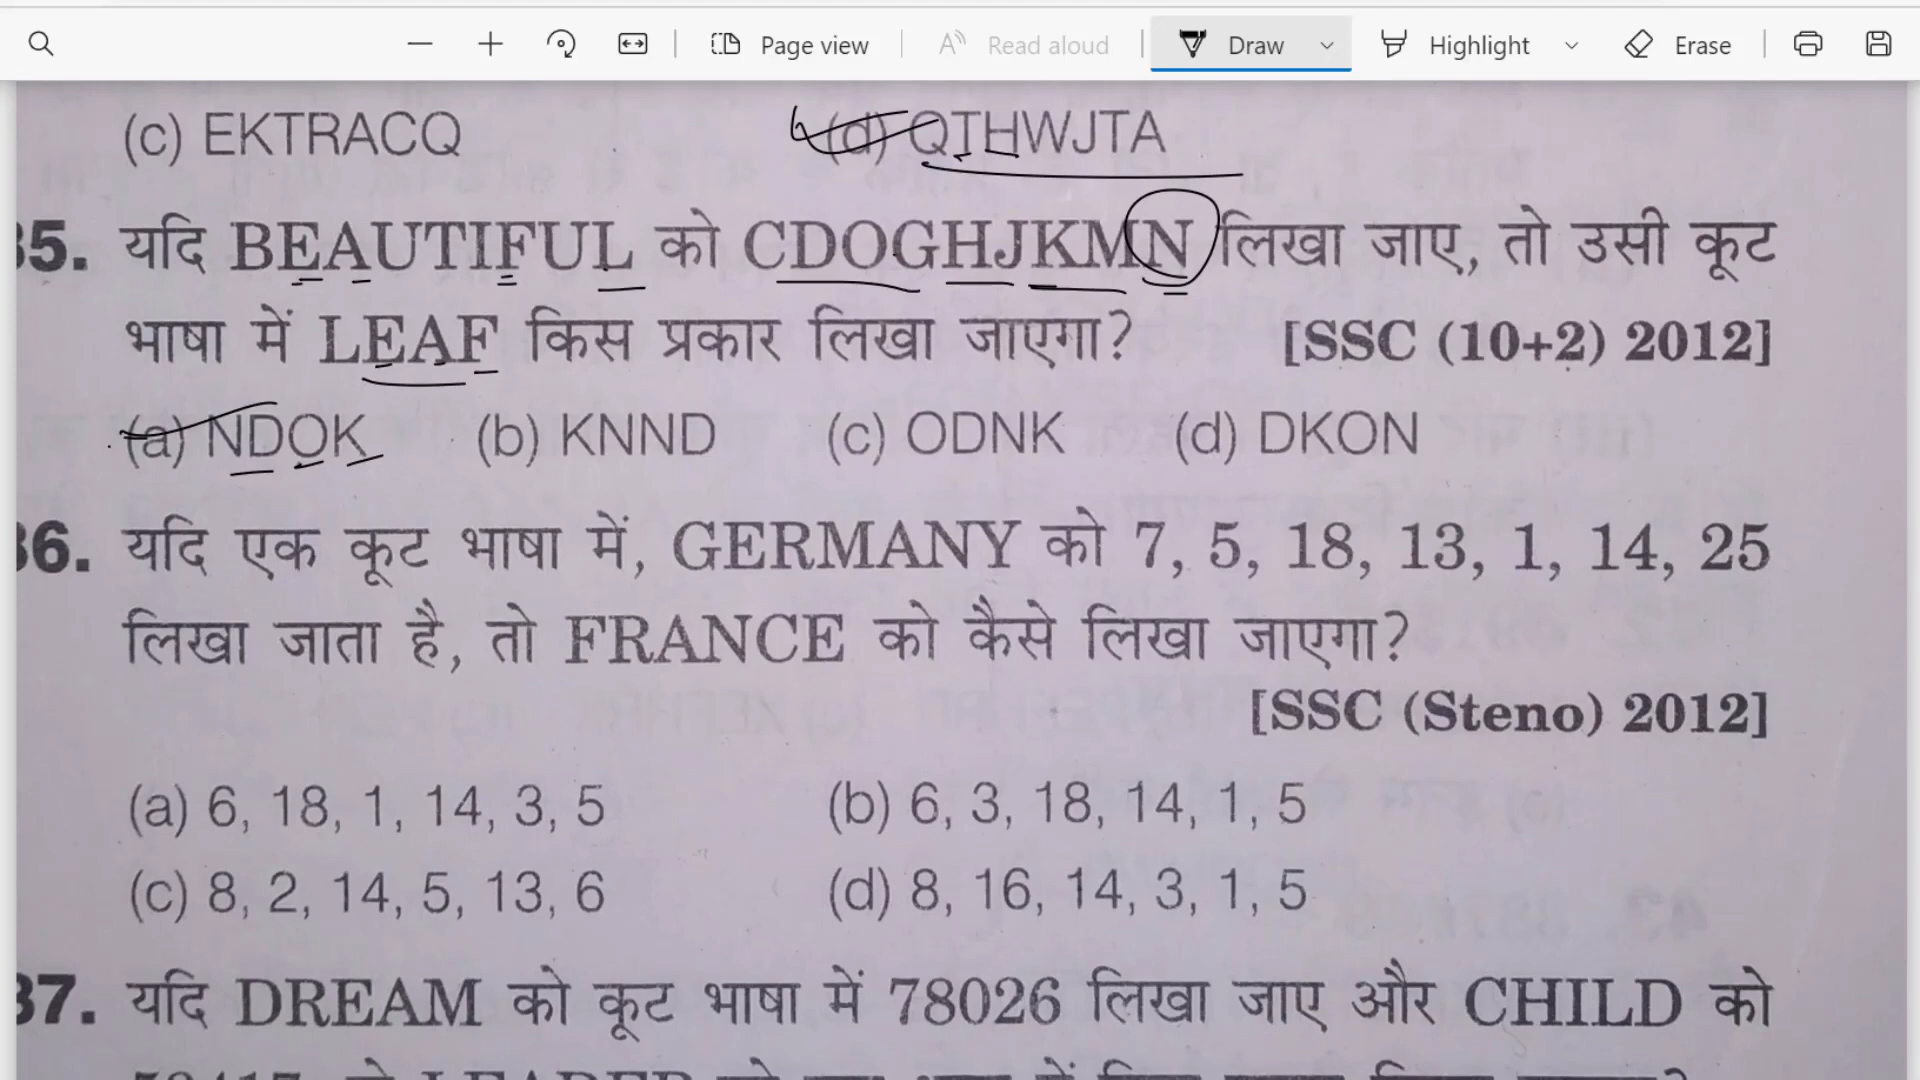 Page view Read aloud Draw Highlight Erase
(c) EKTRACQ (d) QTHWJTA
35. यदि BEAUTIFUL को CDOGHJKMN लिखा जाए, तो उसी कूट
भाषा में LEAF किस प्रकार लिखा जाएगा? [SSC (10+2) 2012]
(a) NDOK (b) KNND (c) ODNK (d) DKON
36. यदि एक कूट भाषा में, GERMANY को 7, 5, 18, 13, 1, 14, 25
लिखा जाता है, तो FRANCE को कैसे लिखा जाएगा?
[SSC (Steno) 2012]
(a) 6, 18, 1, 14, 3, 5 (b) 6, 3, 18, 14, 1, 5
(c) 8, 2, 14, 5, 13, 6 (d) 8, 16, 14, 3, 1, 5
37. यदि DREAM को कूट भाषा में 78026 लिखा जाए और CHILD को